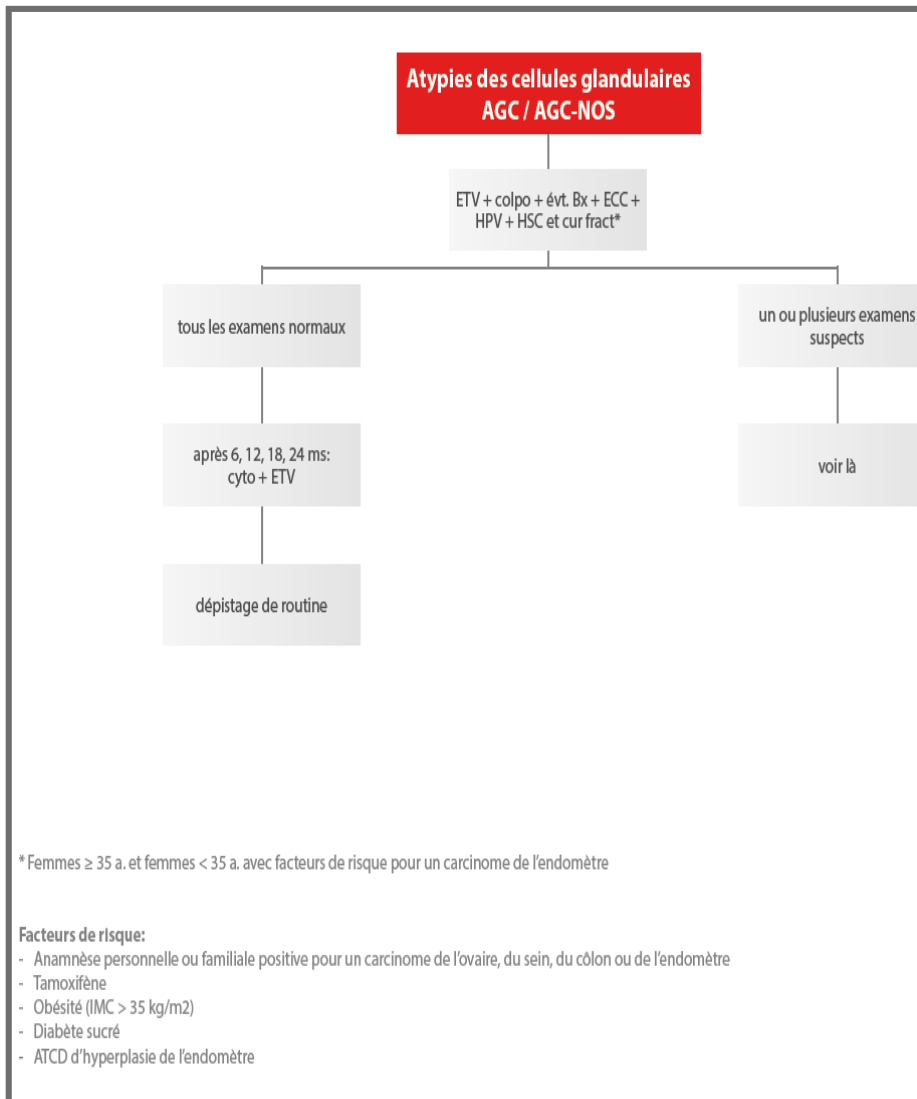 Atypies des cellules glandulaires
AGC / AGC-NOS
ETV + colpo + évt. Bx + ECC +
HPV + HSC et cur fract*
tous les examens normaux
un ou plusieurs examens
suspects
après 6, 12, 18, 24 ms:
cyto + ETV
voir là
dépistage de routine
* Femmes ≥ 35 a. et femmes < 35 a. avec facteurs de risque pour un carcinome de l'endomètre
Facteurs de risque:
- Anamnèse personnelle ou familiale positive pour un carcinome de l'ovaire, du sein, du côlon ou de l'endomètre
- Tamoxifène
- Obésité (IMC > 35 kg/m2)
- Diabète sucré
- ATCD d'hyperplasie de l'endomètre